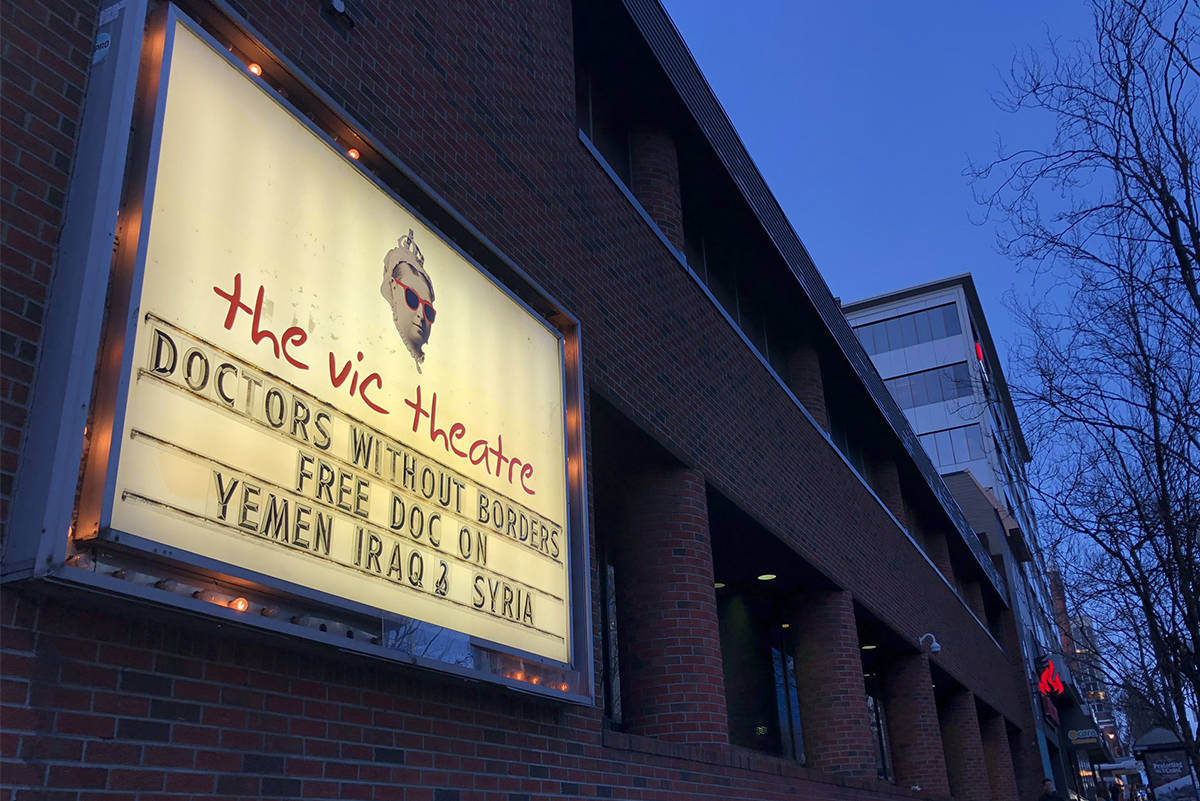 the vic theatre
DOCTORS WITHOUT BORDERS
FREE DOC ON
YEMEN IRAQ & SYRIA